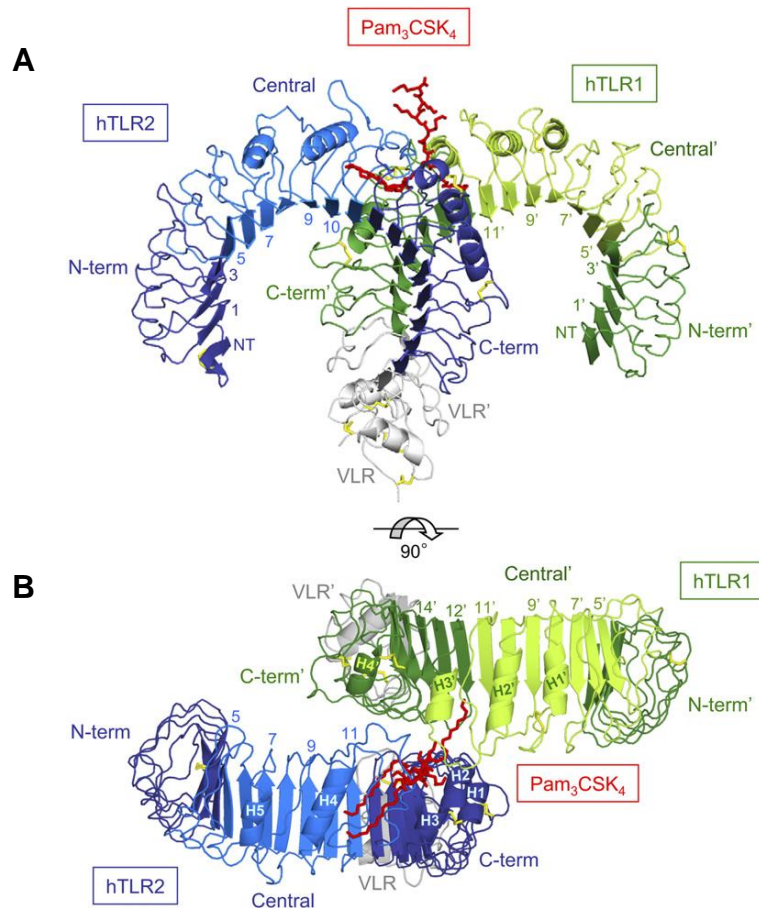 Pam3CSK4
A
Central
hTLR1
hTLR2
Central'
9
10
11'
9'
7'
7
5
5'
N-term
3
3'
C-term'
1
1'
NT
NT
N-term'
C-term
VLR'
VLR
90°
B
Central'
hTLR1
VLR'
14'
12'
11'
9'
7'
5'
C-term'
H4'
H3'
H2'
H1'
N-term'
N-term
5
7
9
11
Pam3CSK4
H2
H1
H5
H4
H3
C-term
hTLR2
Central
VLR